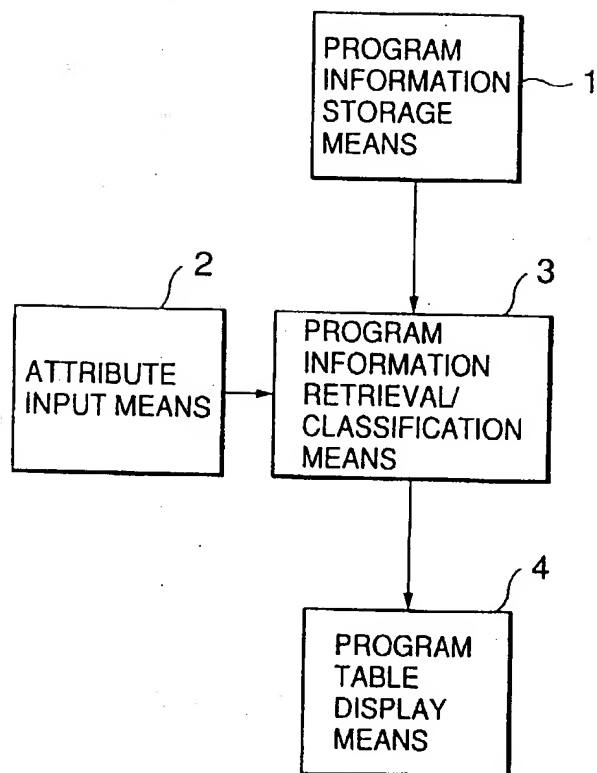 PROGRAM
INFORMATION
STORAGE
MEANS
1
2
ATTRIBUTE
INPUT MEANS
3
PROGRAM
INFORMATION
RETRIEVAL/
CLASSIFICATION
MEANS
4
PROGRAM
TABLE
DISPLAY
MEANS